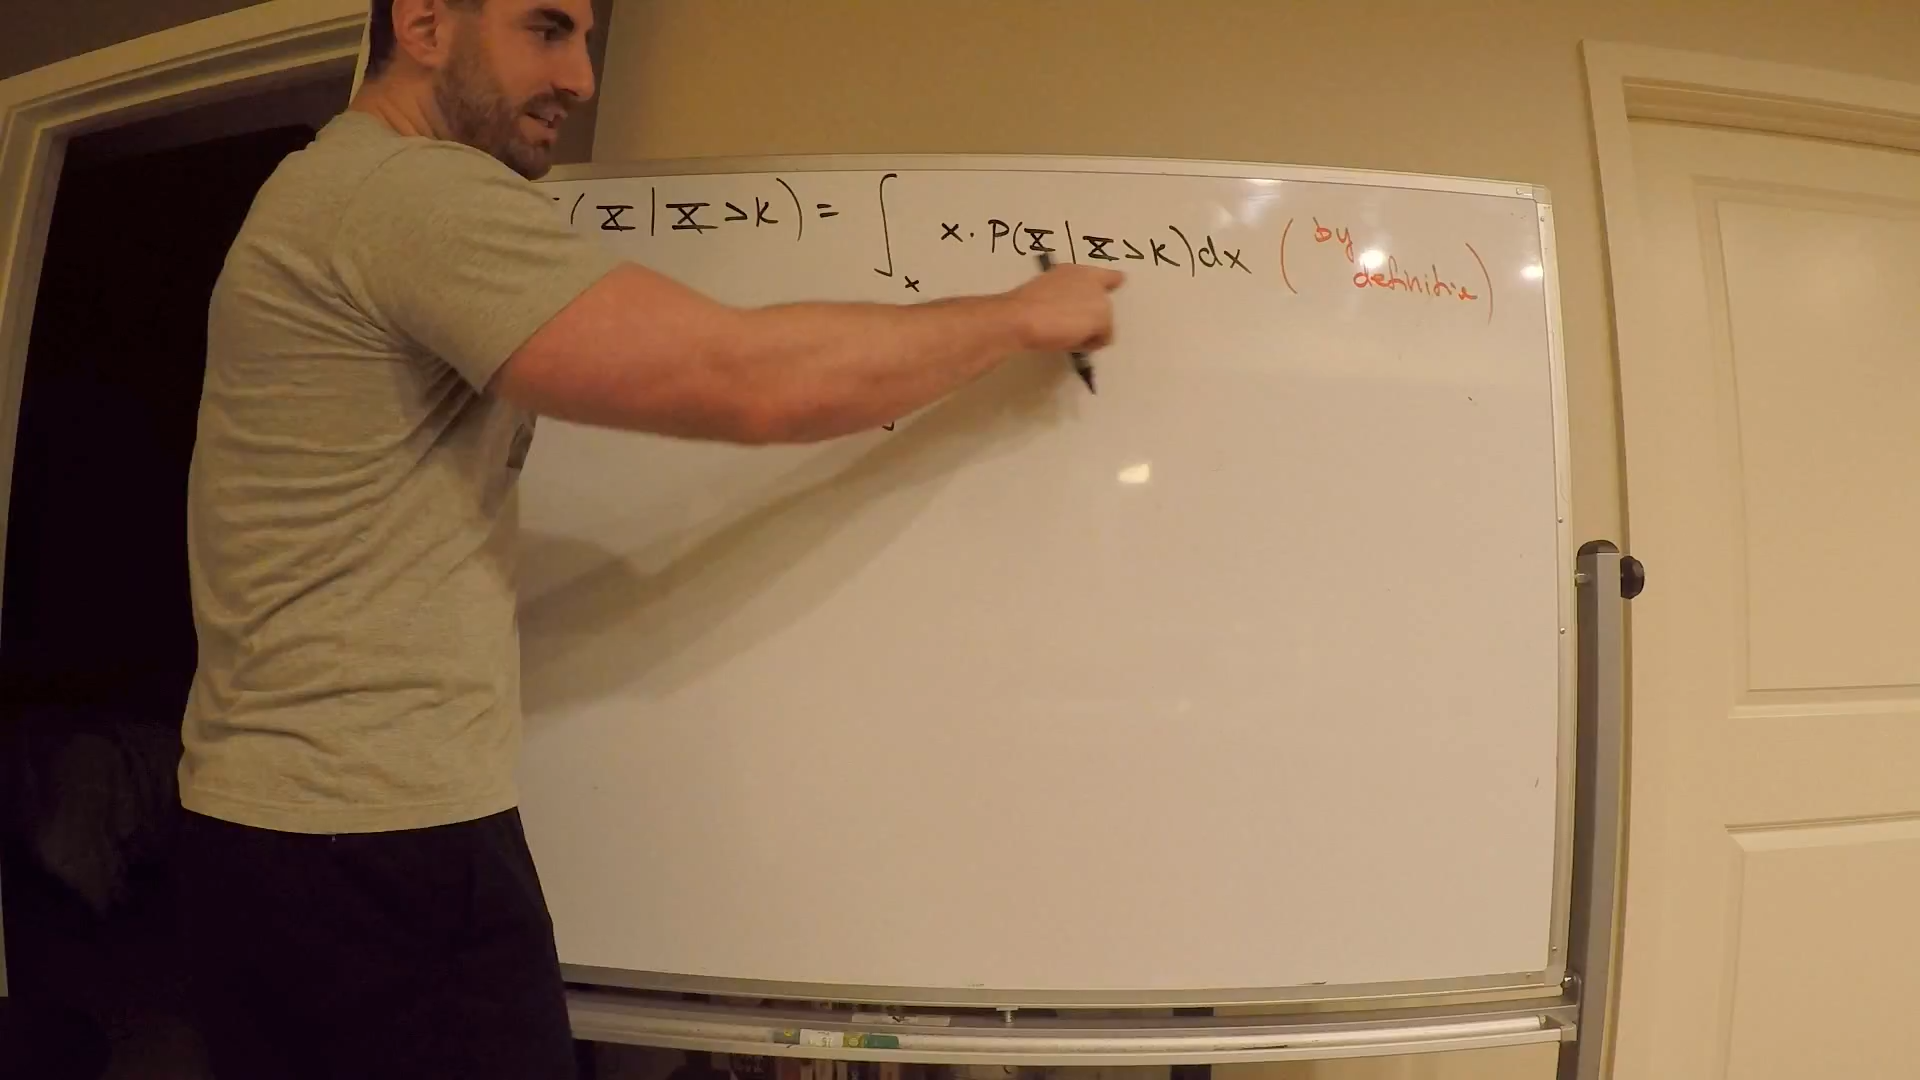 (X | X > K) = ∫ₓ x · P(X | X > K) dx (by
definition)